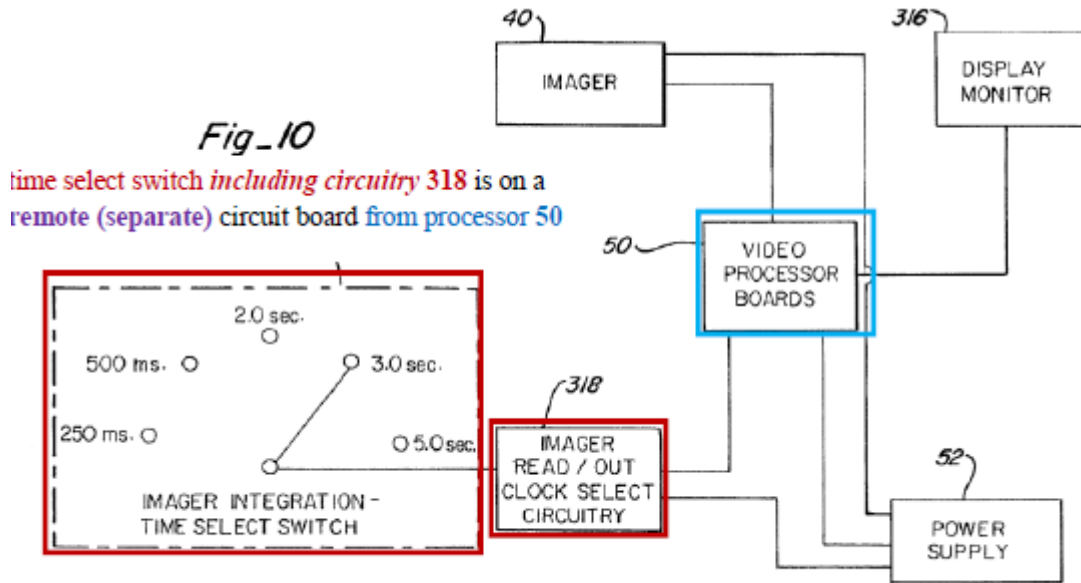 40
316
IMAGER
DISPLAY
MONITOR
Fig_10
time select switch including circuitry 318 is on a
remote (separate) circuit board from processor 50
50
VIDEO
PROCESSOR
BOARDS
2.0 sec.
500 ms.
3.0 sec.
250 ms.
5.0 sec.
318
IMAGER
READ / OUT
CLOCK SELECT
CIRCUITRY
IMAGER INTEGRATION-
TIME SELECT SWITCH
52
POWER
SUPPLY